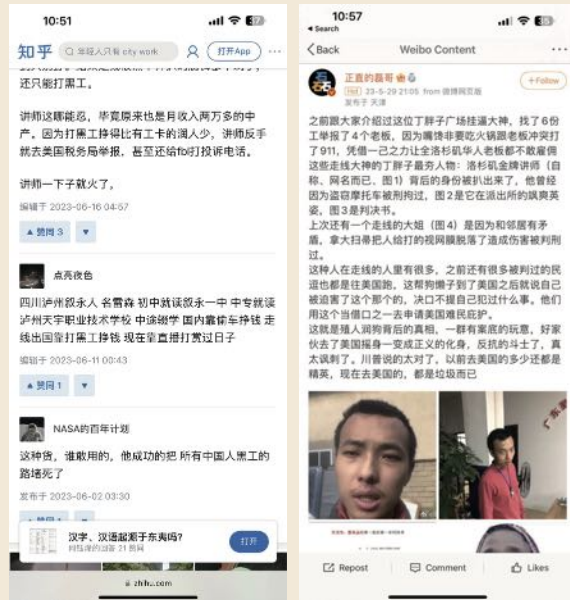 10:51
37
知乎
年轻人只有 city work
打开App
还只能打黑工。
讲师这哪能忍，毕竟原来也是月收入两万多的中
产。因为打黑工挣得比有工卡的润人少，讲师反手
就去美国税务局举报，甚至还给fbi打投诉电话。
讲师一下子就火了。
编辑于 2023-06-16 04:57
赞同 3
点亮夜色
四川泸州叙永人 名雷森 初中就读叙永一中 中专就读
泸州天宇职业技术学校 中途辍学 国内靠偷车挣钱 走
线出国靠打黑工挣钱 现在靠直播打赏过日子
编辑于 2023-06-11 00:43
赞同 1
NASA的百年计划
这种货，谁敢用的，他成功的把 所有中国人黑工的
路堵死了
发布于 2023-06-02 03:30
汉字、汉语起源于东夷吗？
的回答 21 赞同
打开
zhihu.com
10:57
Search
Back
Weibo Content
正直的磊哥
+Follow
23-5-29 21:05 from 微博网页版
发布于 天津
之前跟大家介绍过这位丁胖子广场挂逼大神，找了6份
工举报了4个老板，因为嘴馋非要吃火锅跟老板冲突打
了911，凭借一己之力让全洛杉矶华人老板都不敢雇佣
这些走线大神的丁胖子最夯人物：洛杉矶金牌讲师（自
称、网名而已、图1）背后的身份被扒出来了，他曾经
因为盗窃摩托车被刑拘过，图2是它在派出所的飒爽英
姿，图3是判决书。
上次还有一个走线的大姐（图4）是因为和邻居有矛
盾，拿大扫帚把人给打的视网膜脱落了造成伤害被判刑
过。
这种人在走线的人里有很多，之前还有很多被判过的民
逗也都往美国跑，这帮狗懒子到了美国之后就说自己
被迫害了这个那个的，决口不提自己犯过什么事。他们
用这个当借口之一去申请美国难民庇护。
这就是殖人润狗背后的真相，一群有案底的玩意，好家
伙去了美国摇身一变成正义的化身，反抗的斗士了，真
太讽刺了。川普说的太对了，以前去美国的多少还都是
精英，现在去美国的，都是垃圾而已
Repost
Comment
Likes